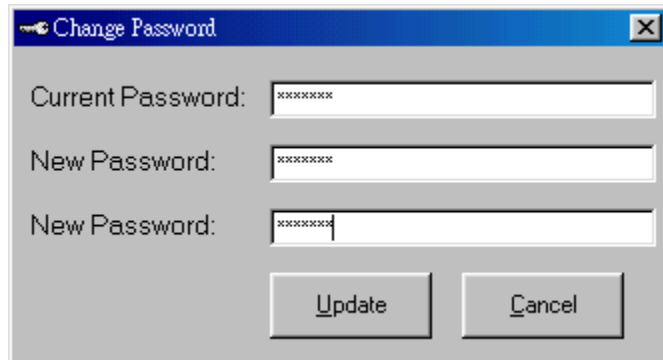 Change Password
Current Password: *******
New Password: *******
New Password: *******
Update Cancel